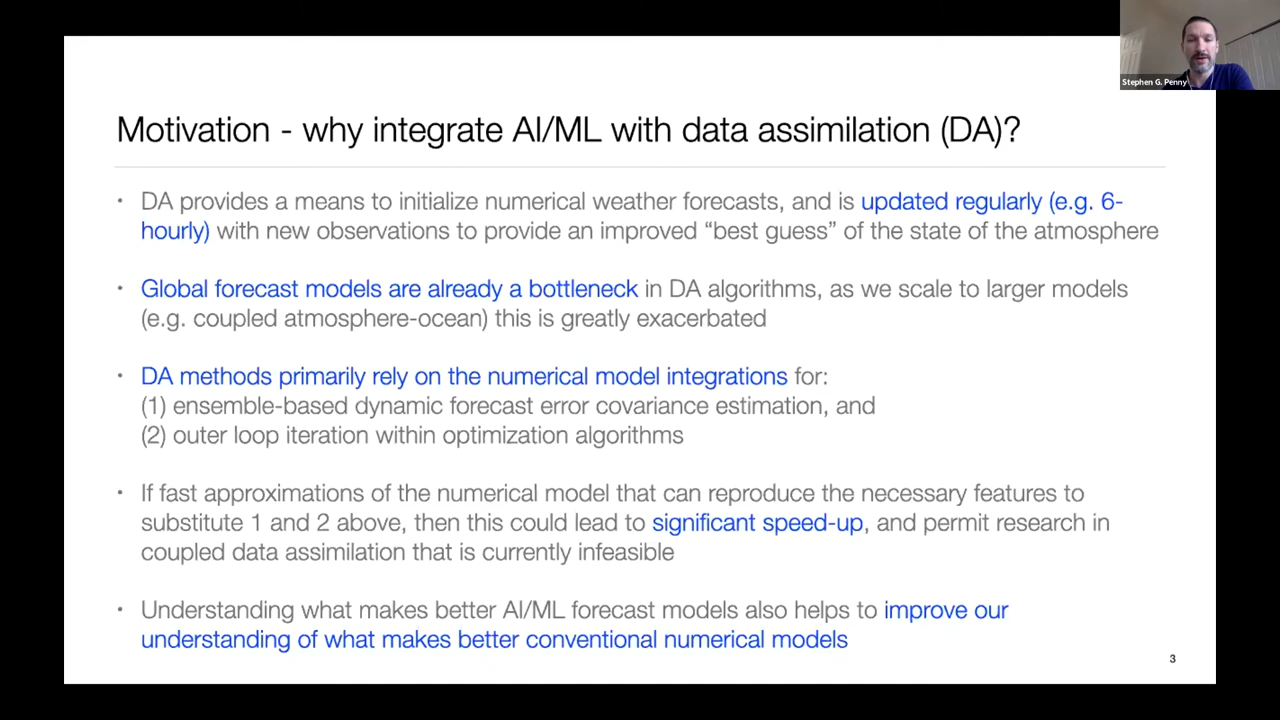 Stephen G. Penny
Motivation - why integrate AI/ML with data assimilation (DA)?
• DA provides a means to initialize numerical weather forecasts, and is updated regularly (e.g. 6-
hourly) with new observations to provide an improved “best guess” of the state of the atmosphere
• Global forecast models are already a bottleneck in DA algorithms, as we scale to larger models
(e.g. coupled atmosphere-ocean) this is greatly exacerbated
• DA methods primarily rely on the numerical model integrations for:
(1) ensemble-based dynamic forecast error covariance estimation, and
(2) outer loop iteration within optimization algorithms
• If fast approximations of the numerical model that can reproduce the necessary features to
substitute 1 and 2 above, then this could lead to significant speed-up, and permit research in
coupled data assimilation that is currently infeasible
• Understanding what makes better AI/ML forecast models also helps to improve our
understanding of what makes better conventional numerical models
3